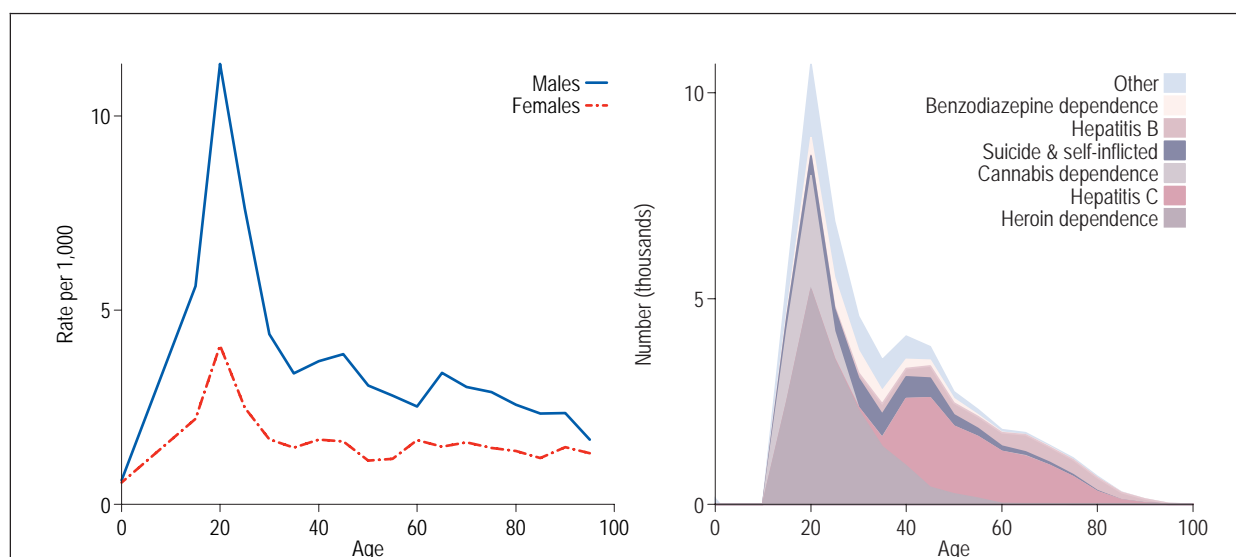 Males
Females
10
5
0
Rate per 1,000
0 20 40 60 80 100
Age
Other
Benzodiazepine dependence
Hepatitis B
Suicide & self-inflicted
Cannabis dependence
Hepatitis C
Heroin dependence
10
5
0
Number (thousands)
0 20 40 60 80 100
Age